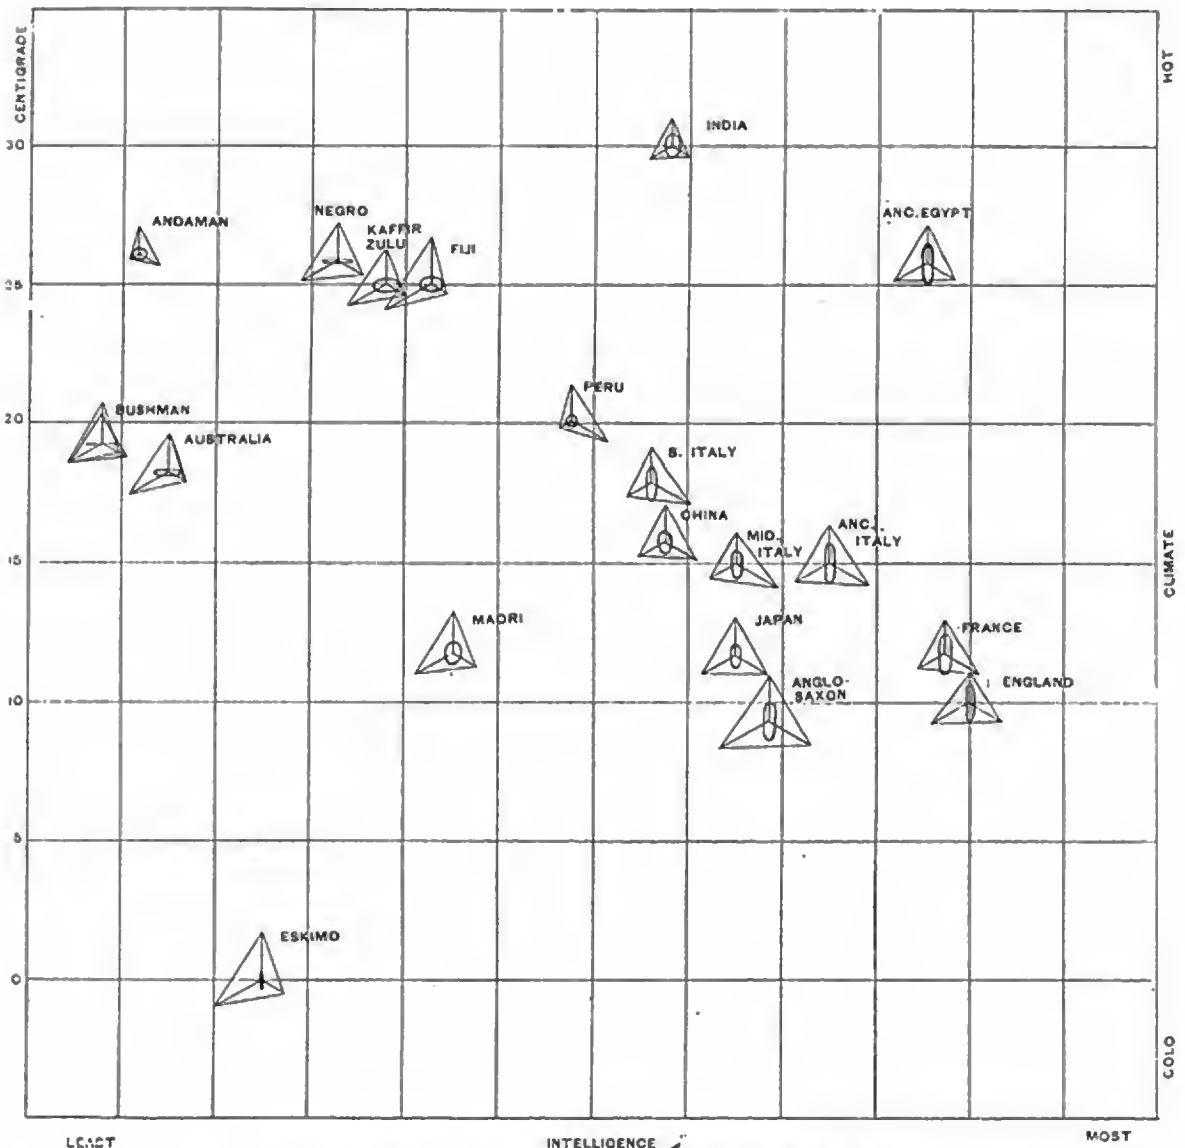 CENTIGRADE
HOT
30
INDIA
ANDAMAN
NEGRO
KAFFIR
ZULU
FIJI
ANC. EGYPT
25
PERU
20
BUSHMAN
AUSTRALIA
S. ITALY
CHINA
MID.
ITALY
ANC.
ITALY
15
CLIMATE
MAORI
JAPAN
FRANCE
ANGLO-
SAXON
ENGLAND
10
5
ESKIMO
0
COLD
LEAST
INTELLIGENCE
MOST